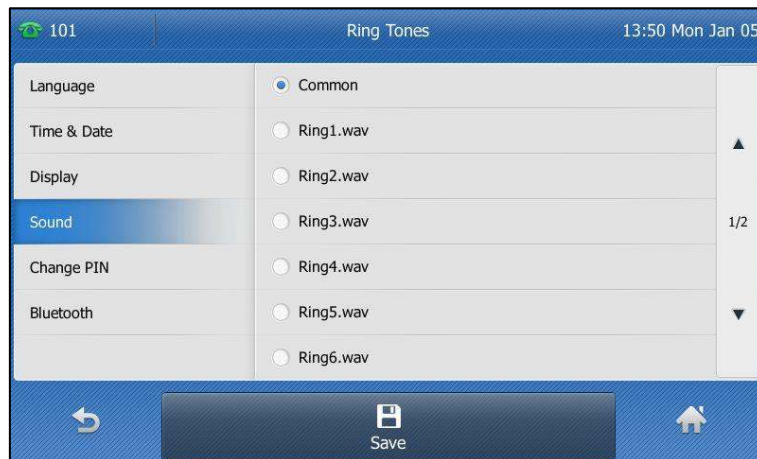 101 Ring Tones 13:50 Mon Jan 05
Language
Time & Date
Display
Sound
Change PIN
Bluetooth
Common
Ring1.wav
Ring2.wav
Ring3.wav
Ring4.wav
Ring5.wav
Ring6.wav
1/2
Save